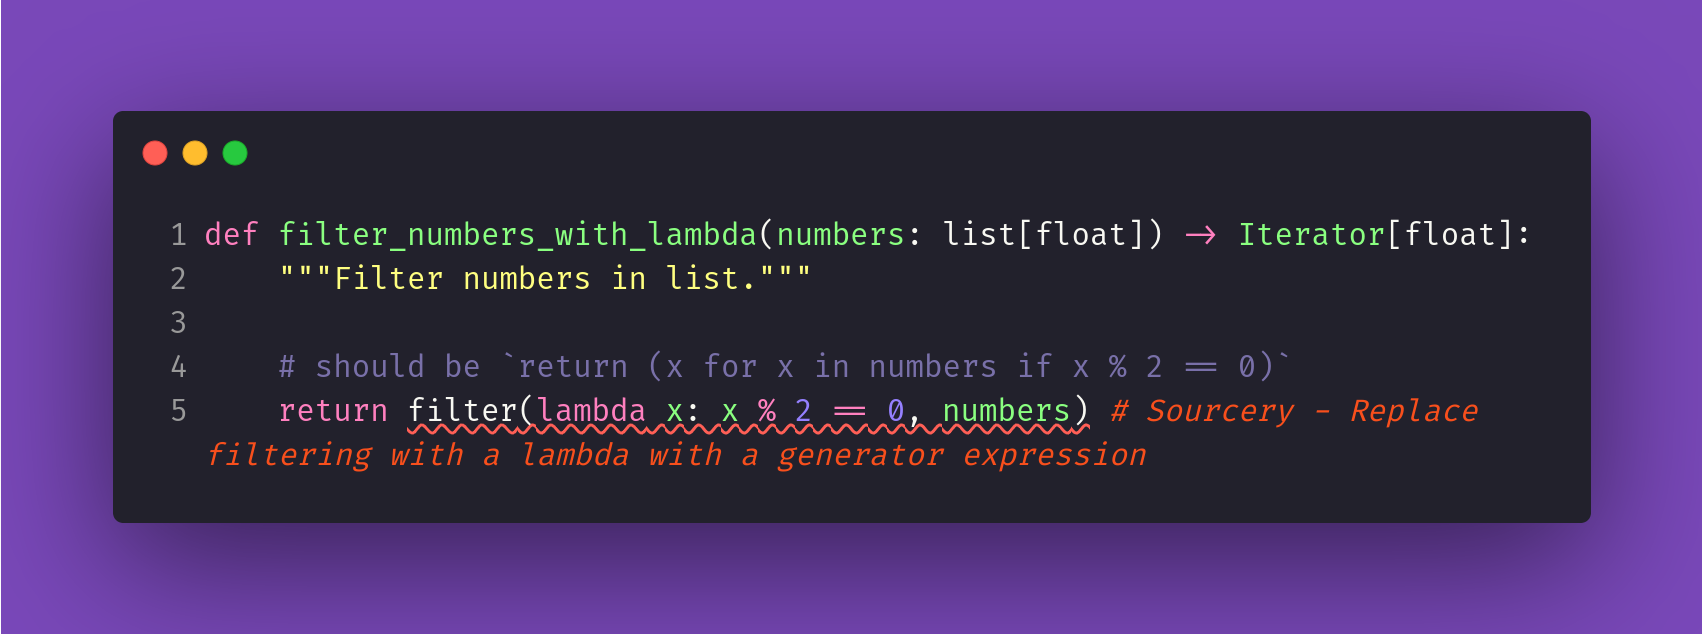 1 def filter_numbers_with_lambda(numbers: list[float]) -> Iterator[float]:
2     """Filter numbers in list."""
3
4     # should be `return (x for x in numbers if x % 2 == 0)`
5     return filter(lambda x: x % 2 == 0, numbers) # Sourcery - Replace
filtering with a lambda with a generator expression